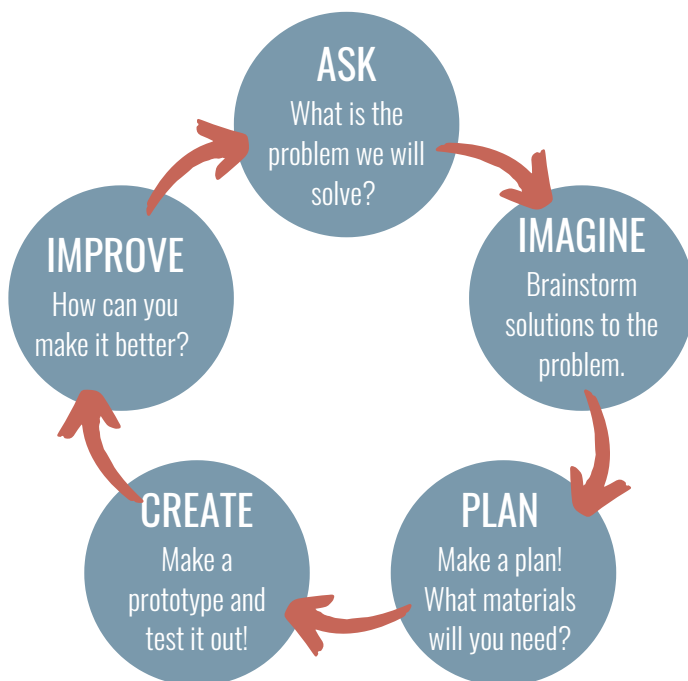 ASK
What is the
problem we will
solve?
IMAGINE
Brainstorm
solutions to the
problem.
PLAN
Make a plan!
What materials
will you need?
CREATE
Make a
prototype and
test it out!
IMPROVE
How can you
make it better?